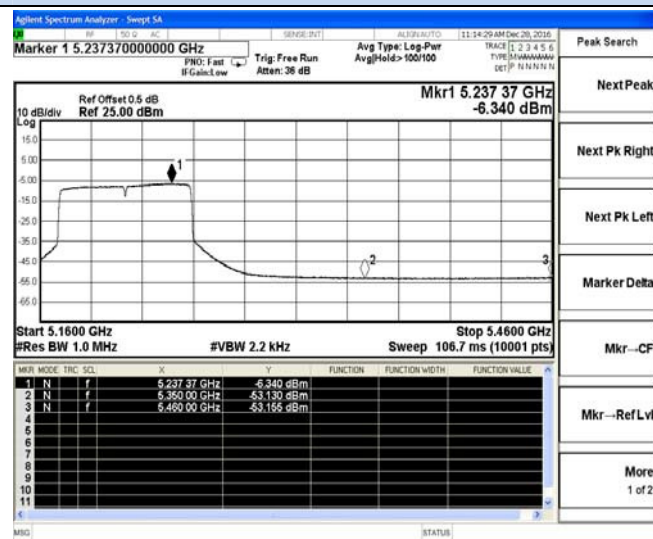 Agilent Spectrum Analyzer - Swept SA
RF 50 Ω AC SENSE:INT ALIGNAUTO 11:14:29 AM Dec 28, 2016
Marker 1 5.237370000000 GHz
PNO: Fast
IFGain:Low
Trig: Free Run
Atten: 36 dB
Avg Type: Log-Pwr
Avg|Hold:>100/100
TRACE 1 2 3 4 5 6
TYPE
DET P N N N N N
Peak Search
Next Peak
Next Pk Right
Next Pk Left
Marker Delta
Mkr→CF
Mkr→RefLvl
More
1 of 2
Ref Offset 0.5 dB
10 dB/div Ref 25.00 dBm
Log
Mkr1 5.237 37 GHz
-6.340 dBm
15.0
5.00
-5.00
-15.0
-25.0
-35.0
-45.0
-55.0
-65.0
1
2
3
Start 5.1600 GHz
Stop 5.4600 GHz
#Res BW 1.0 MHz #VBW 2.2 kHz Sweep 106.7 ms (10001 pts)
MKR MODE TRC SCL X Y FUNCTION FUNCTION WIDTH FUNCTION VALUE
1 N f 5.237 37 GHz -6.340 dBm
2 N f 5.350 00 GHz -53.130 dBm
3 N f 5.460 00 GHz -53.155 dBm
4
5
6
7
8
9
10
11
MSG STATUS